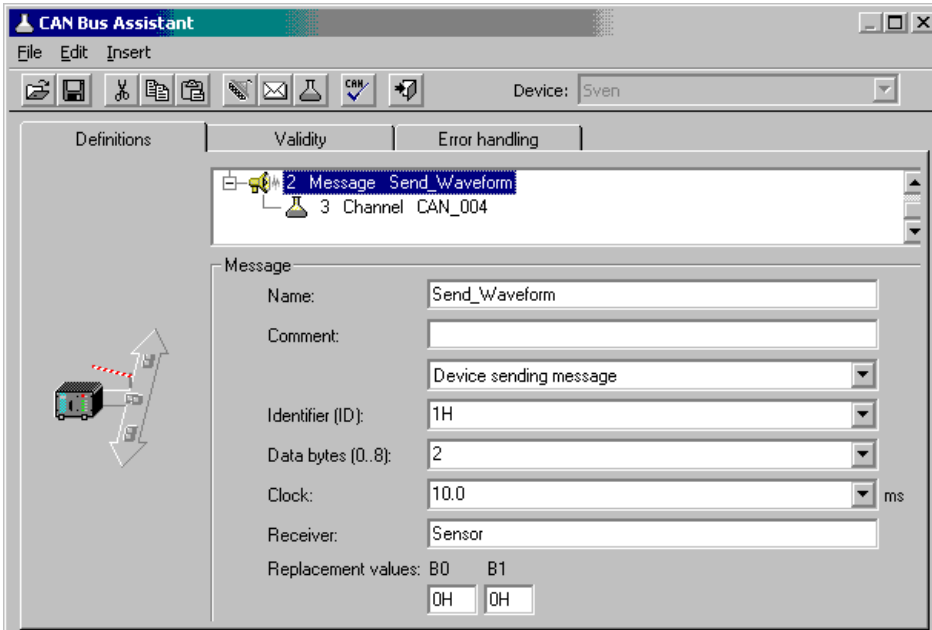 CAN Bus Assistant
File Edit Insert
CAN Device: Sven
Definitions Validity Error handling
2 Message Send_Waveform
3 Channel CAN_004
Message
Name: Send_Waveform
Comment:
Device sending message
Identifier (ID): 1H
Data bytes (0..8): 2
Clock: 10.0 ms
Receiver: Sensor
Replacement values: B0 B1
0H 0H